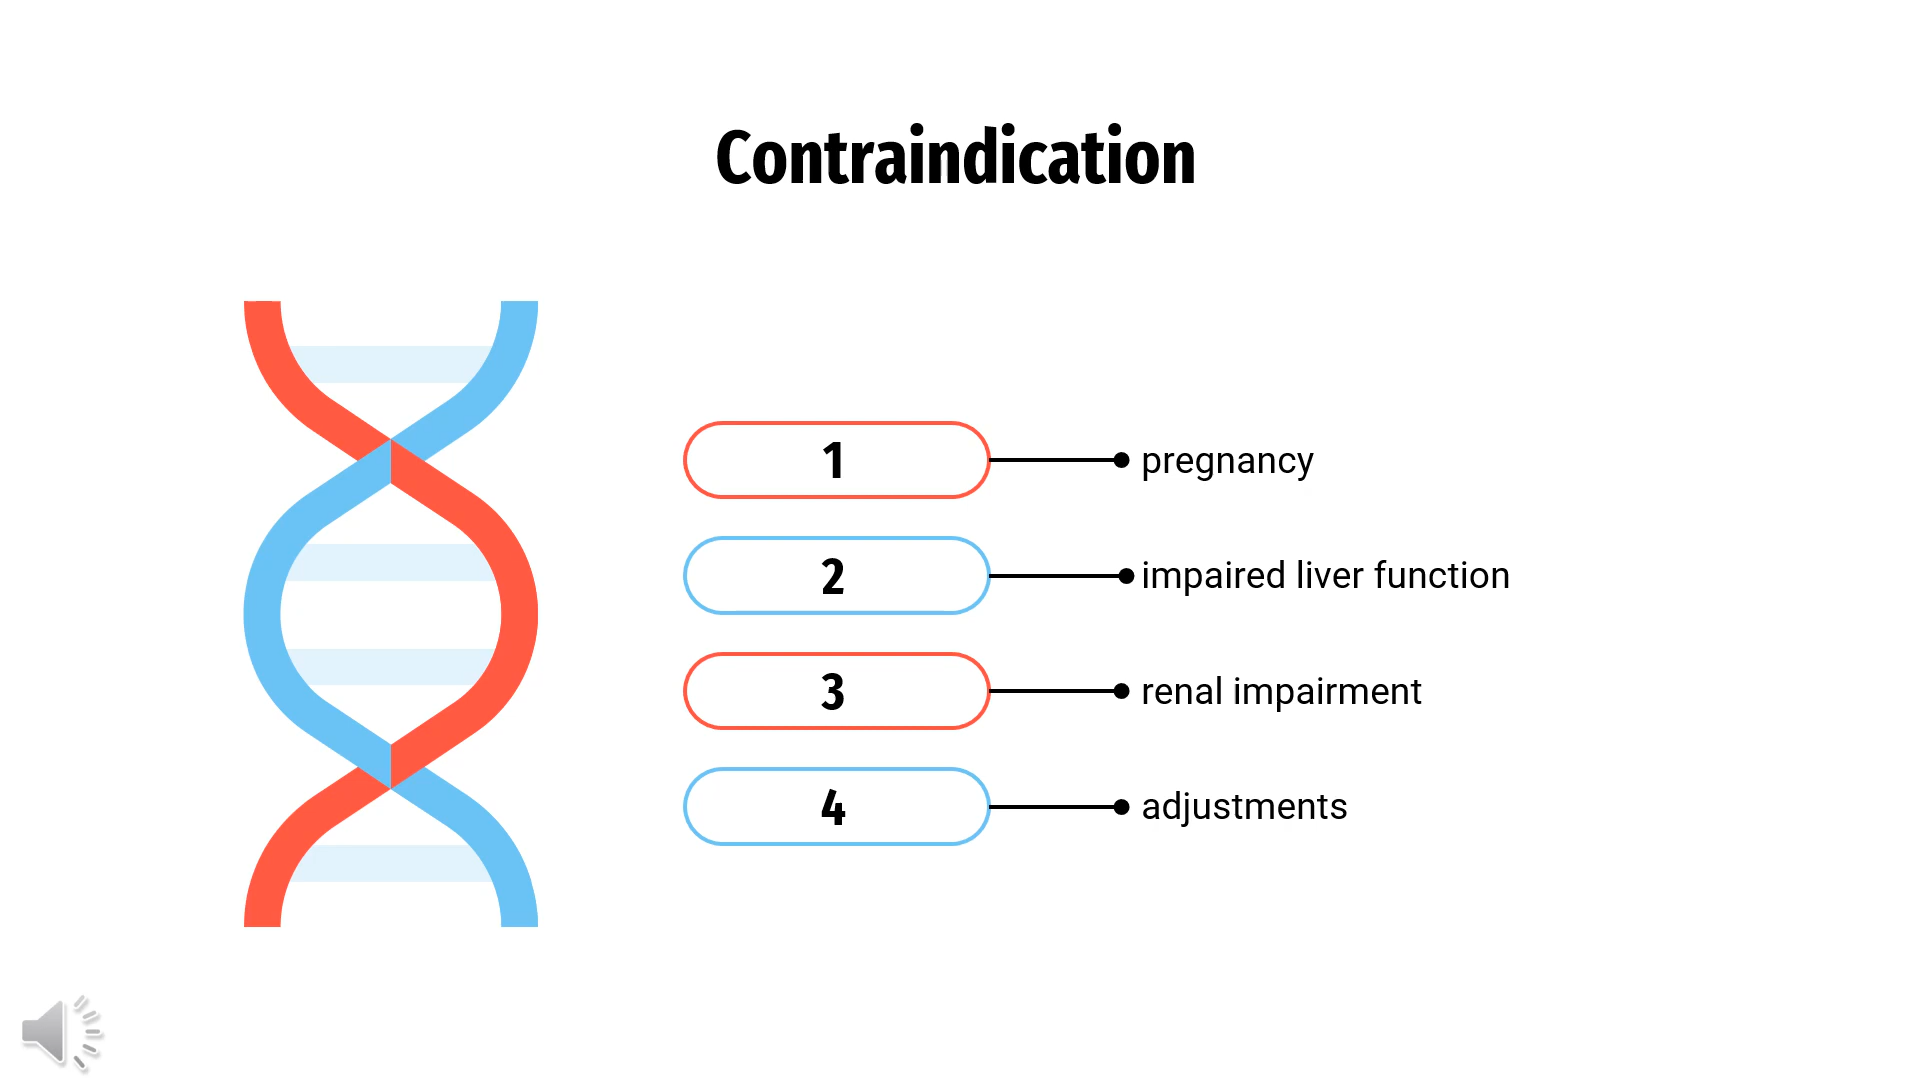 Contraindication
1 pregnancy
2 impaired liver function
3 renal impairment
4 adjustments